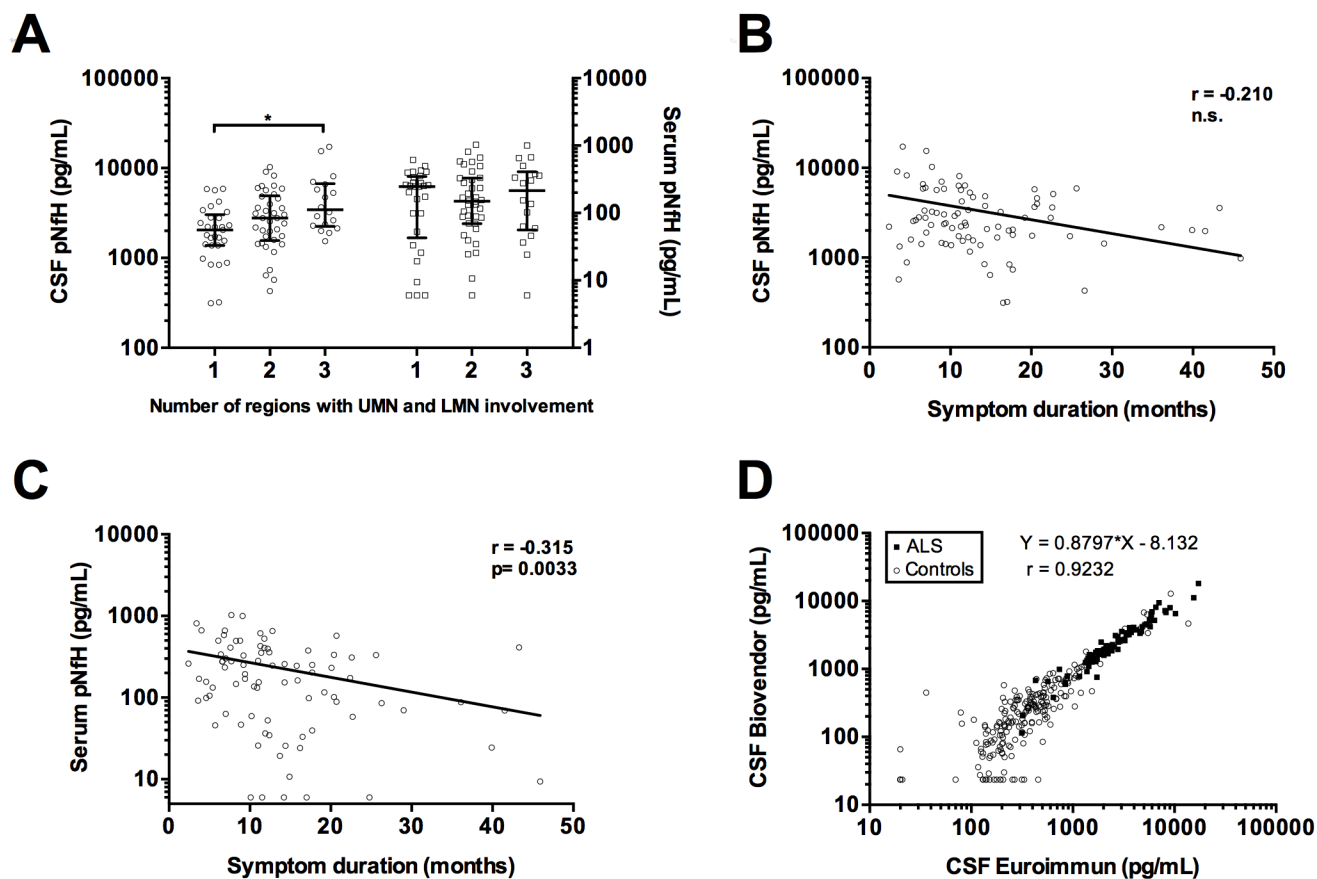 A
100000
10000
1000
100
CSF pNfH (pg/mL)
*
10000
1000
100
10
1
Serum pNfH (pg/mL)
1 2 3 1 2 3
Number of regions with UMN and LMN involvement
B
100000
10000
1000
100
CSF pNfH (pg/mL)
r = -0.210
n.s.
0 10 20 30 40 50
Symptom duration (months)
C
10000
1000
100
10
Serum pNfH (pg/mL)
r = -0.315
p= 0.0033
0 10 20 30 40 50
Symptom duration (months)
D
100000
10000
1000
100
10
CSF Biovendor (pg/mL)
ALS
Controls
Y = 0.8797*X - 8.132
r = 0.9232
10 100 1000 10000 100000
CSF Euroimmun (pg/mL)